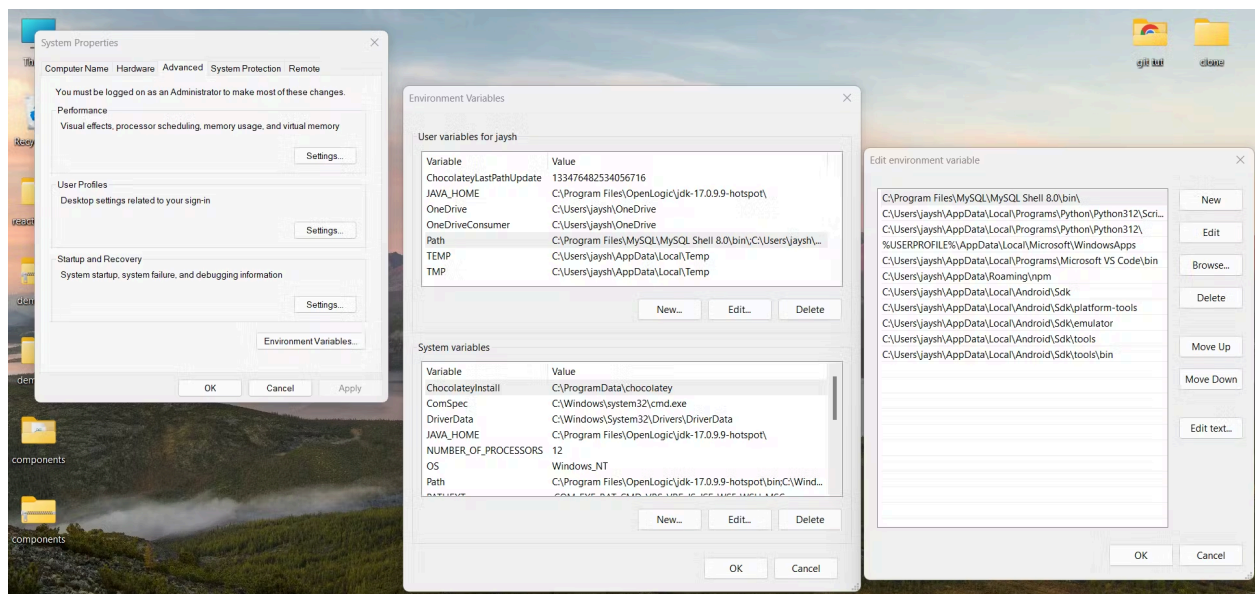 System Properties
Computer Name Hardware Advanced System Protection Remote
You must be logged on as an Administrator to make most of these changes.
Performance
Visual effects, processor scheduling, memory usage, and virtual memory
Settings...
User Profiles
Desktop settings related to your sign-in
Settings...
Startup and Recovery
System startup, system failure, and debugging information
Settings...
Environment Variables...
OK Cancel Apply
components
components
Environment Variables
User variables for jaysh
Variable Value
ChocolateyLastPathUpdate 133476482534056716
JAVA_HOME C:\Program Files\OpenLogic\jdk-17.0.9.9-hotspot\
OneDrive C:\Users\jaysh\OneDrive
OneDriveConsumer C:\Users\jaysh\OneDrive
Path C:\Program Files\MySQL\MySQL Shell 8.0\bin\;C:\Users\jaysh\...
TEMP C:\Users\jaysh\AppData\Local\Temp
TMP C:\Users\jaysh\AppData\Local\Temp
New... Edit... Delete
System variables
Variable Value
ChocolateyInstall C:\ProgramData\chocolatey
ComSpec C:\Windows\system32\cmd.exe
DriverData C:\Windows\System32\Drivers\DriverData
JAVA_HOME C:\Program Files\OpenLogic\jdk-17.0.9.9-hotspot\
NUMBER_OF_PROCESSORS 12
OS Windows_NT
Path C:\Program Files\OpenLogic\jdk-17.0.9.9-hotspot\bin;C:\Wind...
New... Edit... Delete
OK Cancel
git tut clone
Edit environment variable
C:\Program Files\MySQL\MySQL Shell 8.0\bin\
C:\Users\jaysh\AppData\Local\Programs\Python\Python312\Scri...
C:\Users\jaysh\AppData\Local\Programs\Python\Python312\
%USERPROFILE%\AppData\Local\Microsoft\WindowsApps
C:\Users\jaysh\AppData\Local\Programs\Microsoft VS Code\bin
C:\Users\jaysh\AppData\Roaming\npm
C:\Users\jaysh\AppData\Local\Android\Sdk
C:\Users\jaysh\AppData\Local\Android\Sdk\platform-tools
C:\Users\jaysh\AppData\Local\Android\Sdk\emulator
C:\Users\jaysh\AppData\Local\Android\Sdk\tools
C:\Users\jaysh\AppData\Local\Android\Sdk\tools\bin
New
Edit
Browse...
Delete
Move Up
Move Down
Edit text...
OK Cancel